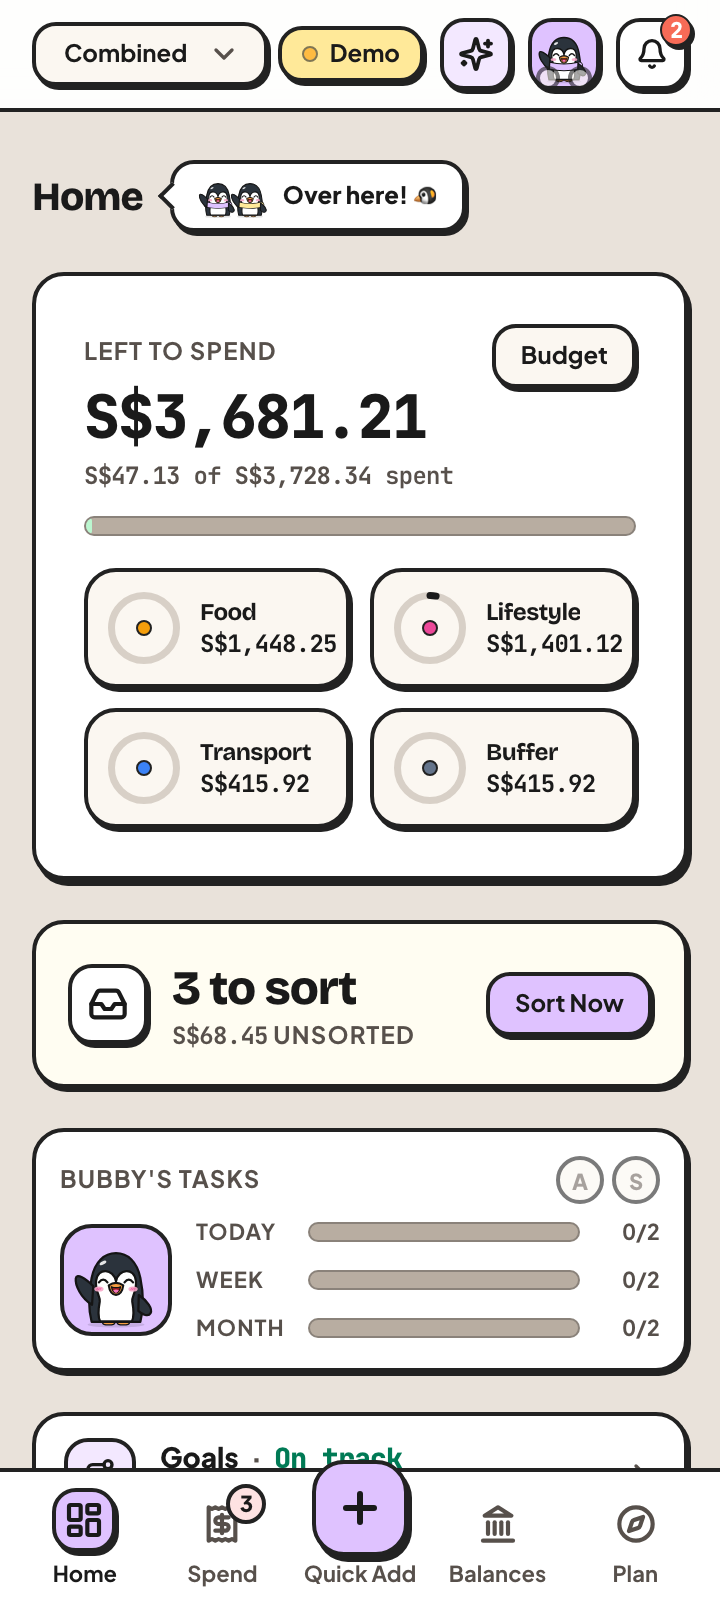 Combined
Demo
2
Home
Over here! 🐧
LEFT TO SPEND
Budget
S$3,681.21
S$47.13 of S$3,728.34 spent
Food
S$1,448.25
Lifestyle
S$1,401.12
Transport
S$415.92
Buffer
S$415.92
3 to sort
S$68.45 UNSORTED
Sort Now
BUBBY'S TASKS
A S
TODAY 0/2
WEEK 0/2
MONTH 0/2
Goals · On track
3
Home
Spend
Quick Add
Balances
Plan